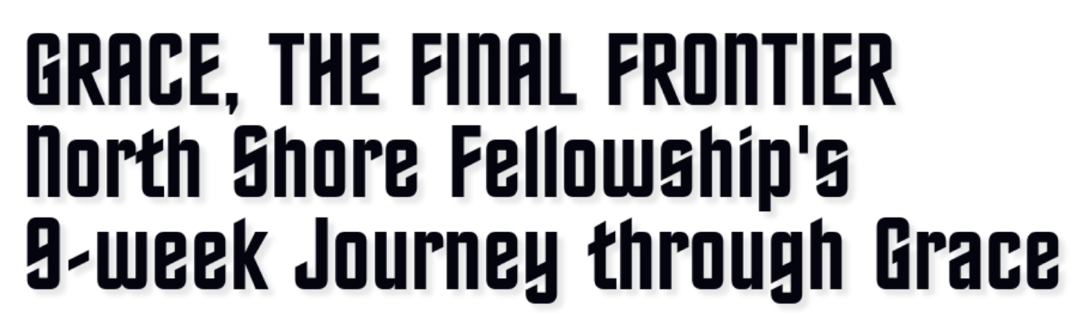 GRACE, THE FINAL FRONTIER
North Shore Fellowship's
9-week Journey through Grace